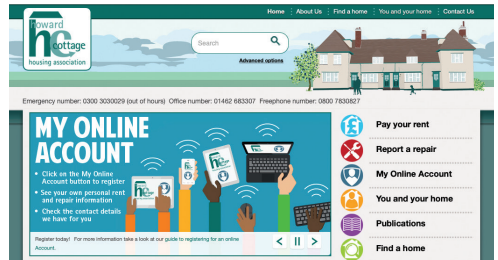 Home About Us Find a home You and your home Contact Us
howard
cottage
housing association
Search
Advanced options
Emergency number: 0300 3030029 (out of hours) Office number: 01462 683307 Freephone number: 0800 7830827
MY ONLINE
ACCOUNT
• Click on the My Online
Account button to register
• See your own personal rent
and repair information
• Check the contact details
we have for you
Register today! For more information take a look at our guide to registering for an online
Account.
Pay your rent
Report a repair
My Online Account
You and your home
Publications
Find a home